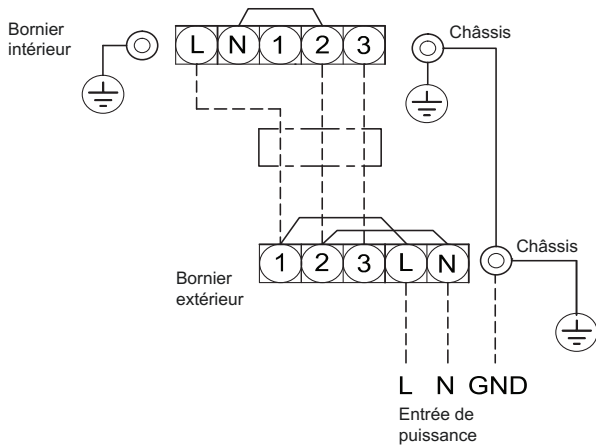 Bornier
intérieur
L N 1 2 3
Châssis
1 2 3 L N
Châssis
Bornier
extérieur
L N GND
Entrée de
puissance